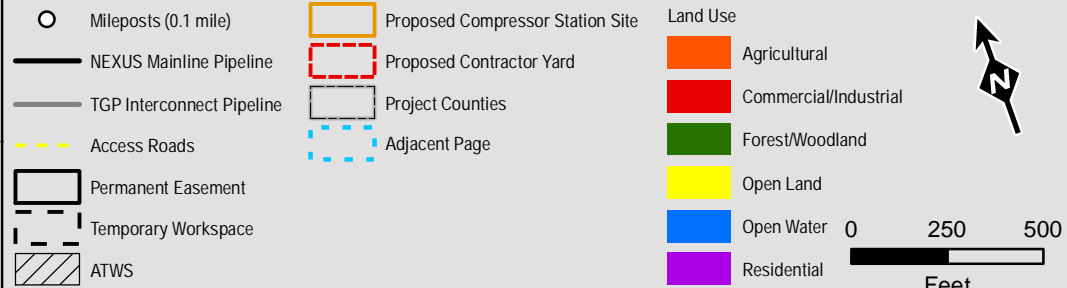 Mileposts (0.1 mile)
NEXUS Mainline Pipeline
TGP Interconnect Pipeline
Access Roads
Permanent Easement
Temporary Workspace
ATWS
Proposed Compressor Station Site
Proposed Contractor Yard
Project Counties
Adjacent Page
Land Use
Agricultural
Commercial/Industrial
Forest/Woodland
Open Land
Open Water
Residential
N
0 250 500
Feet